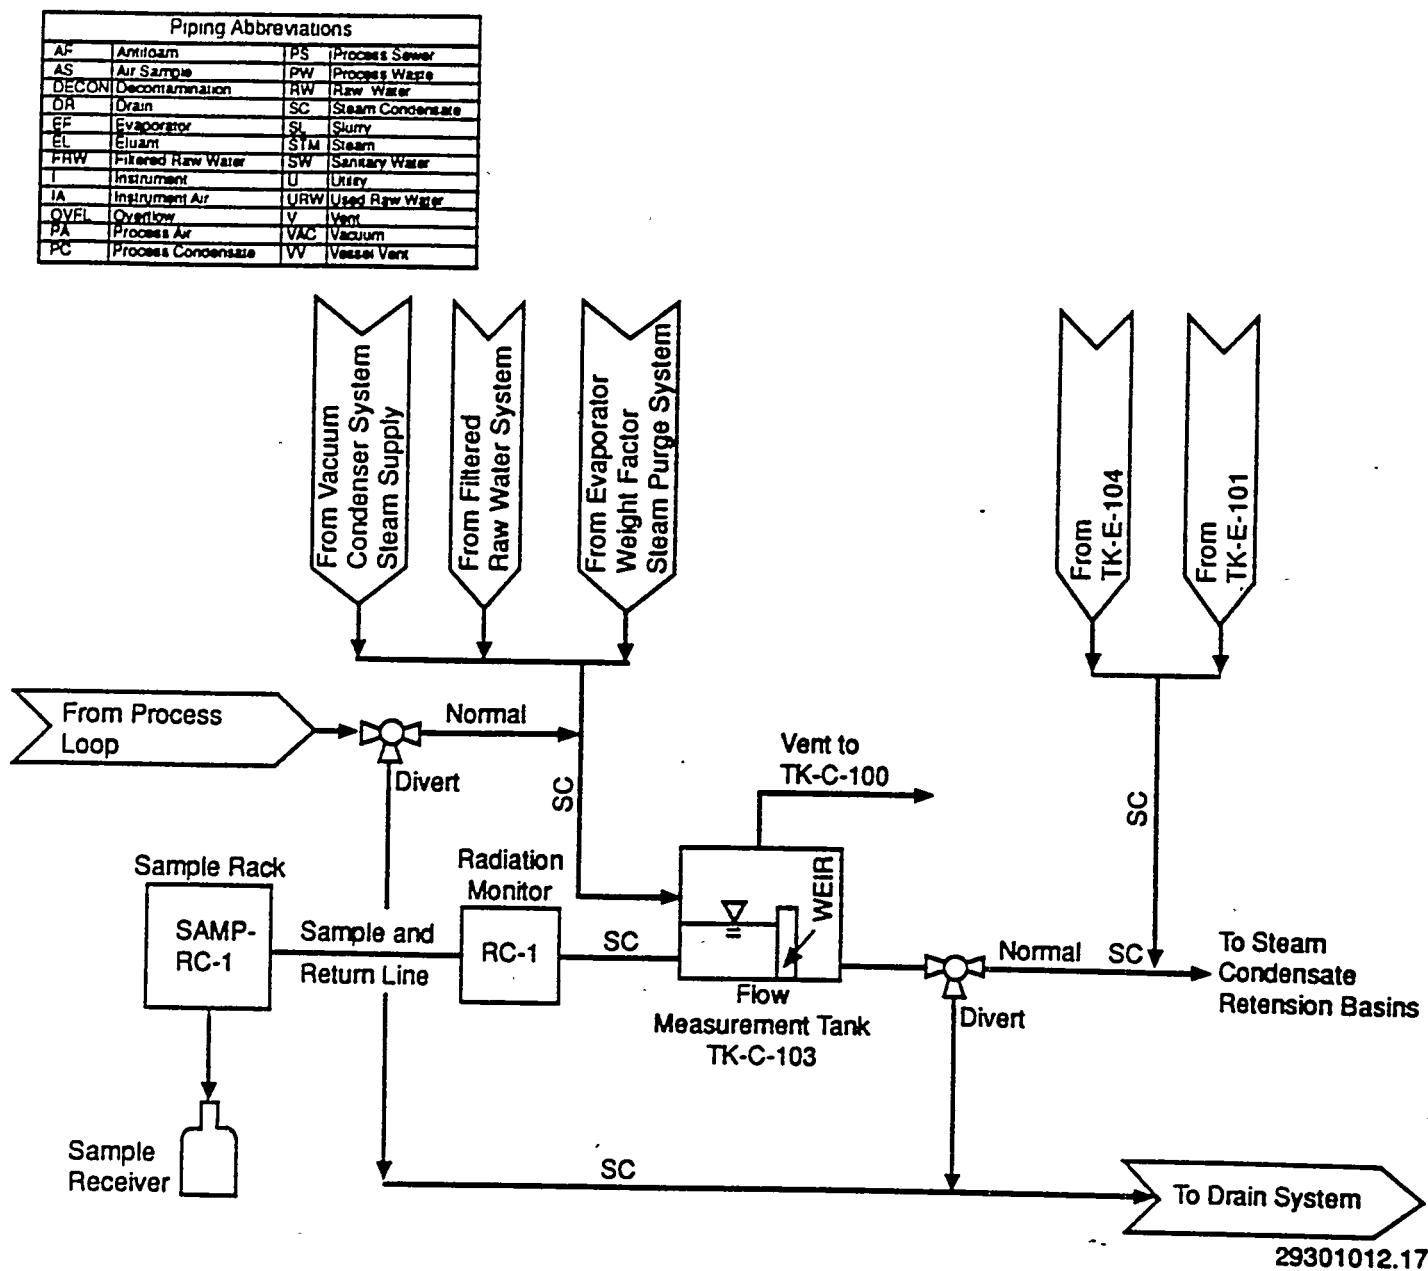 Piping Abbreviations
AF Antifoam PS Process Sewer
AS Air Sample PW Process Waste
DECON Decontamination RW Raw Water
DR Drain SC Steam Condensate
EF Evaporator SL Slurry
EL Eluant STM Steam
FRW Filtered Raw Water SW Sanitary Water
I Instrument U Utility
IA Instrument Air URW Used Raw Water
OVFL Overflow V Vent
PA Process Air VAC Vacuum
PC Process Condensate VV Vessel Vent
From Vacuum
Condenser System
Steam Supply
From Filtered
Raw Water System
From Evaporator
Weight Factor
Steam Purge System
From
TK-E-104
From
TK-E-101
From Process
Loop
Normal
Divert
SC
Vent to
TK-C-100
SC
Sample Rack
SAMP-
RC-1
Sample and
Return Line
Radiation
Monitor
RC-1
SC
WEIR
Flow
Measurement Tank
TK-C-103
Normal
SC
Divert
To Steam
Condensate
Retension Basins
Sample
Receiver
SC
To Drain System
29301012.17